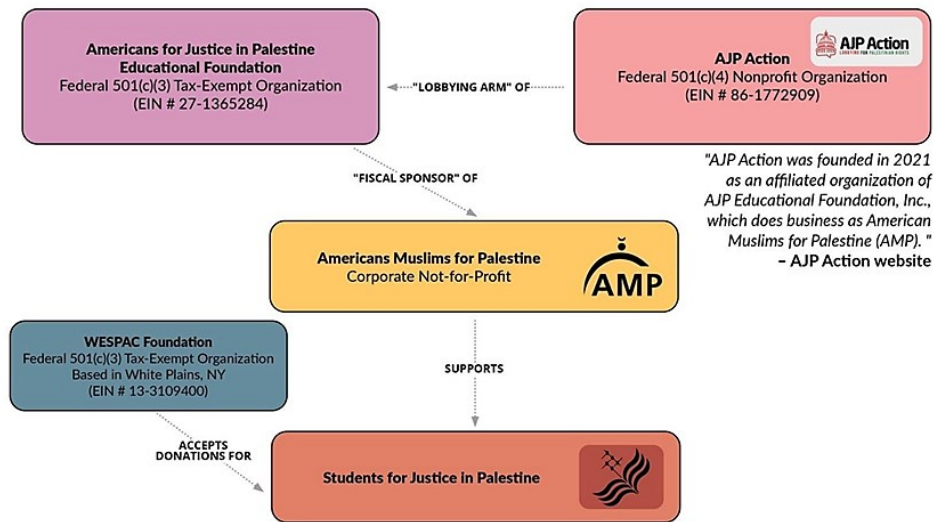 Americans for Justice in Palestine
Educational Foundation
Federal 501(c)(3) Tax-Exempt Organization
(EIN # 27-1365284)
"LOBBYING ARM" OF
AJP Action
LOBBYING FOR PALESTINIAN RIGHTS
AJP Action
Federal 501(c)(4) Nonprofit Organization
(EIN # 86-1772909)
"AJP Action was founded in 2021
as an affiliated organization of
AJP Educational Foundation, Inc.,
which does business as American
Muslims for Palestine (AMP). "
– AJP Action website
"FISCAL SPONSOR" OF
Americans Muslims for Palestine
Corporate Not-for-Profit
AMP
WESPAC Foundation
Federal 501(c)(3) Tax-Exempt Organization
Based in White Plains, NY
(EIN # 13-3109400)
SUPPORTS
ACCEPTS
DONATIONS FOR
Students for Justice in Palestine